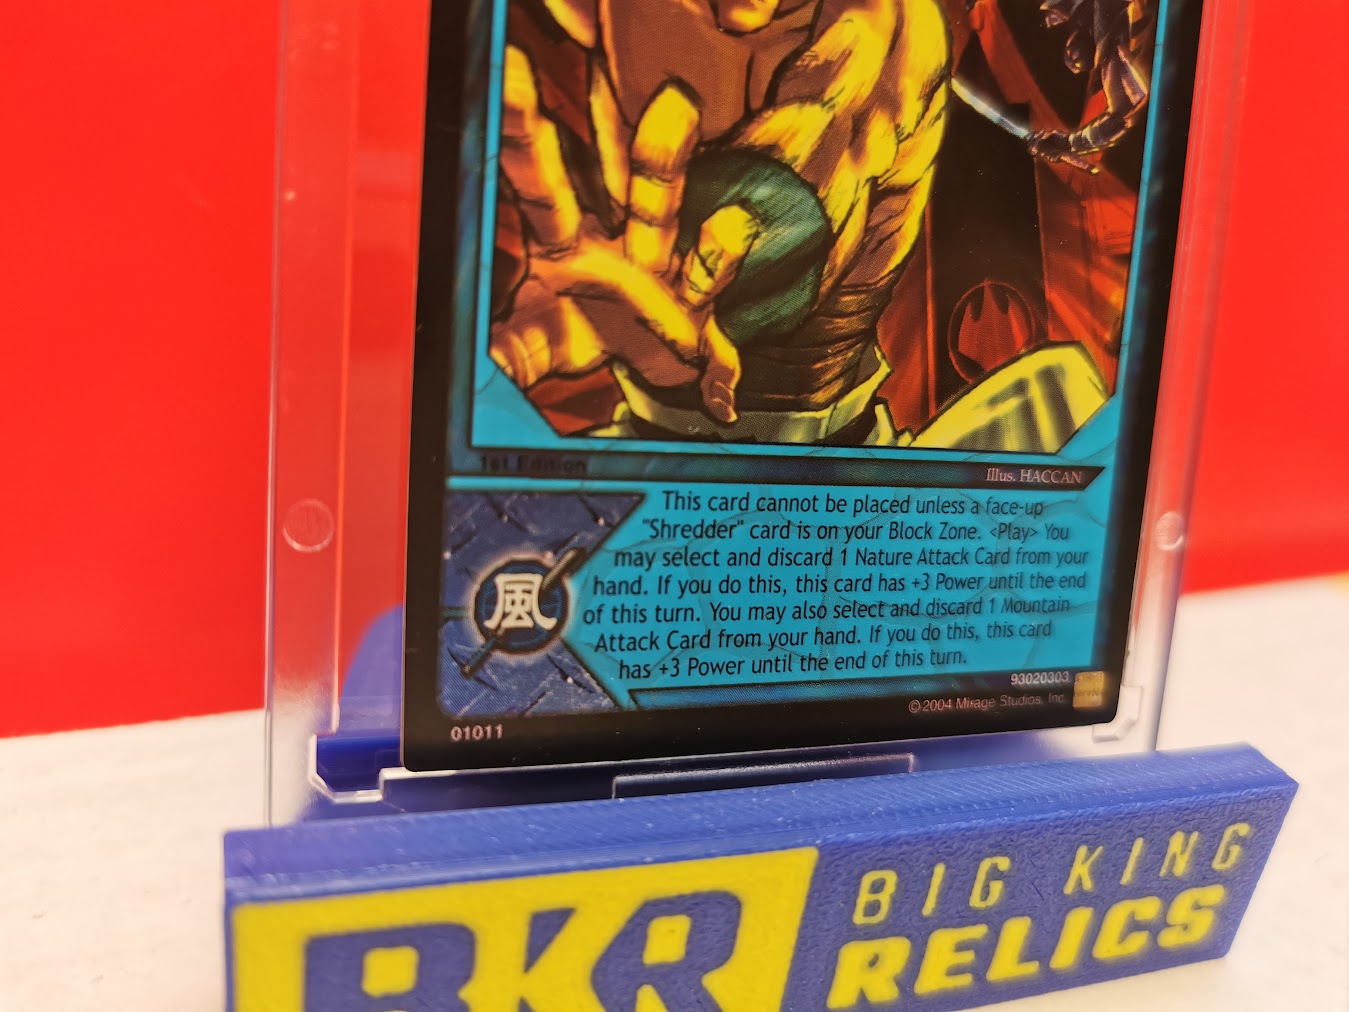 1st Edition
Illus. HACCAN
This card cannot be placed unless a face-up
"Shredder" card is on your Block Zone. <Play> You
may select and discard 1 Nature Attack Card from your
hand. If you do this, this card has +3 Power until the end
of this turn. You may also select and discard 1 Mountain
Attack Card from your hand. If you do this, this card
has +3 Power until the end of this turn.
風
93020303
©2004 Mirage Studios, Inc.
01011
BKR
BIG KING
RELICS